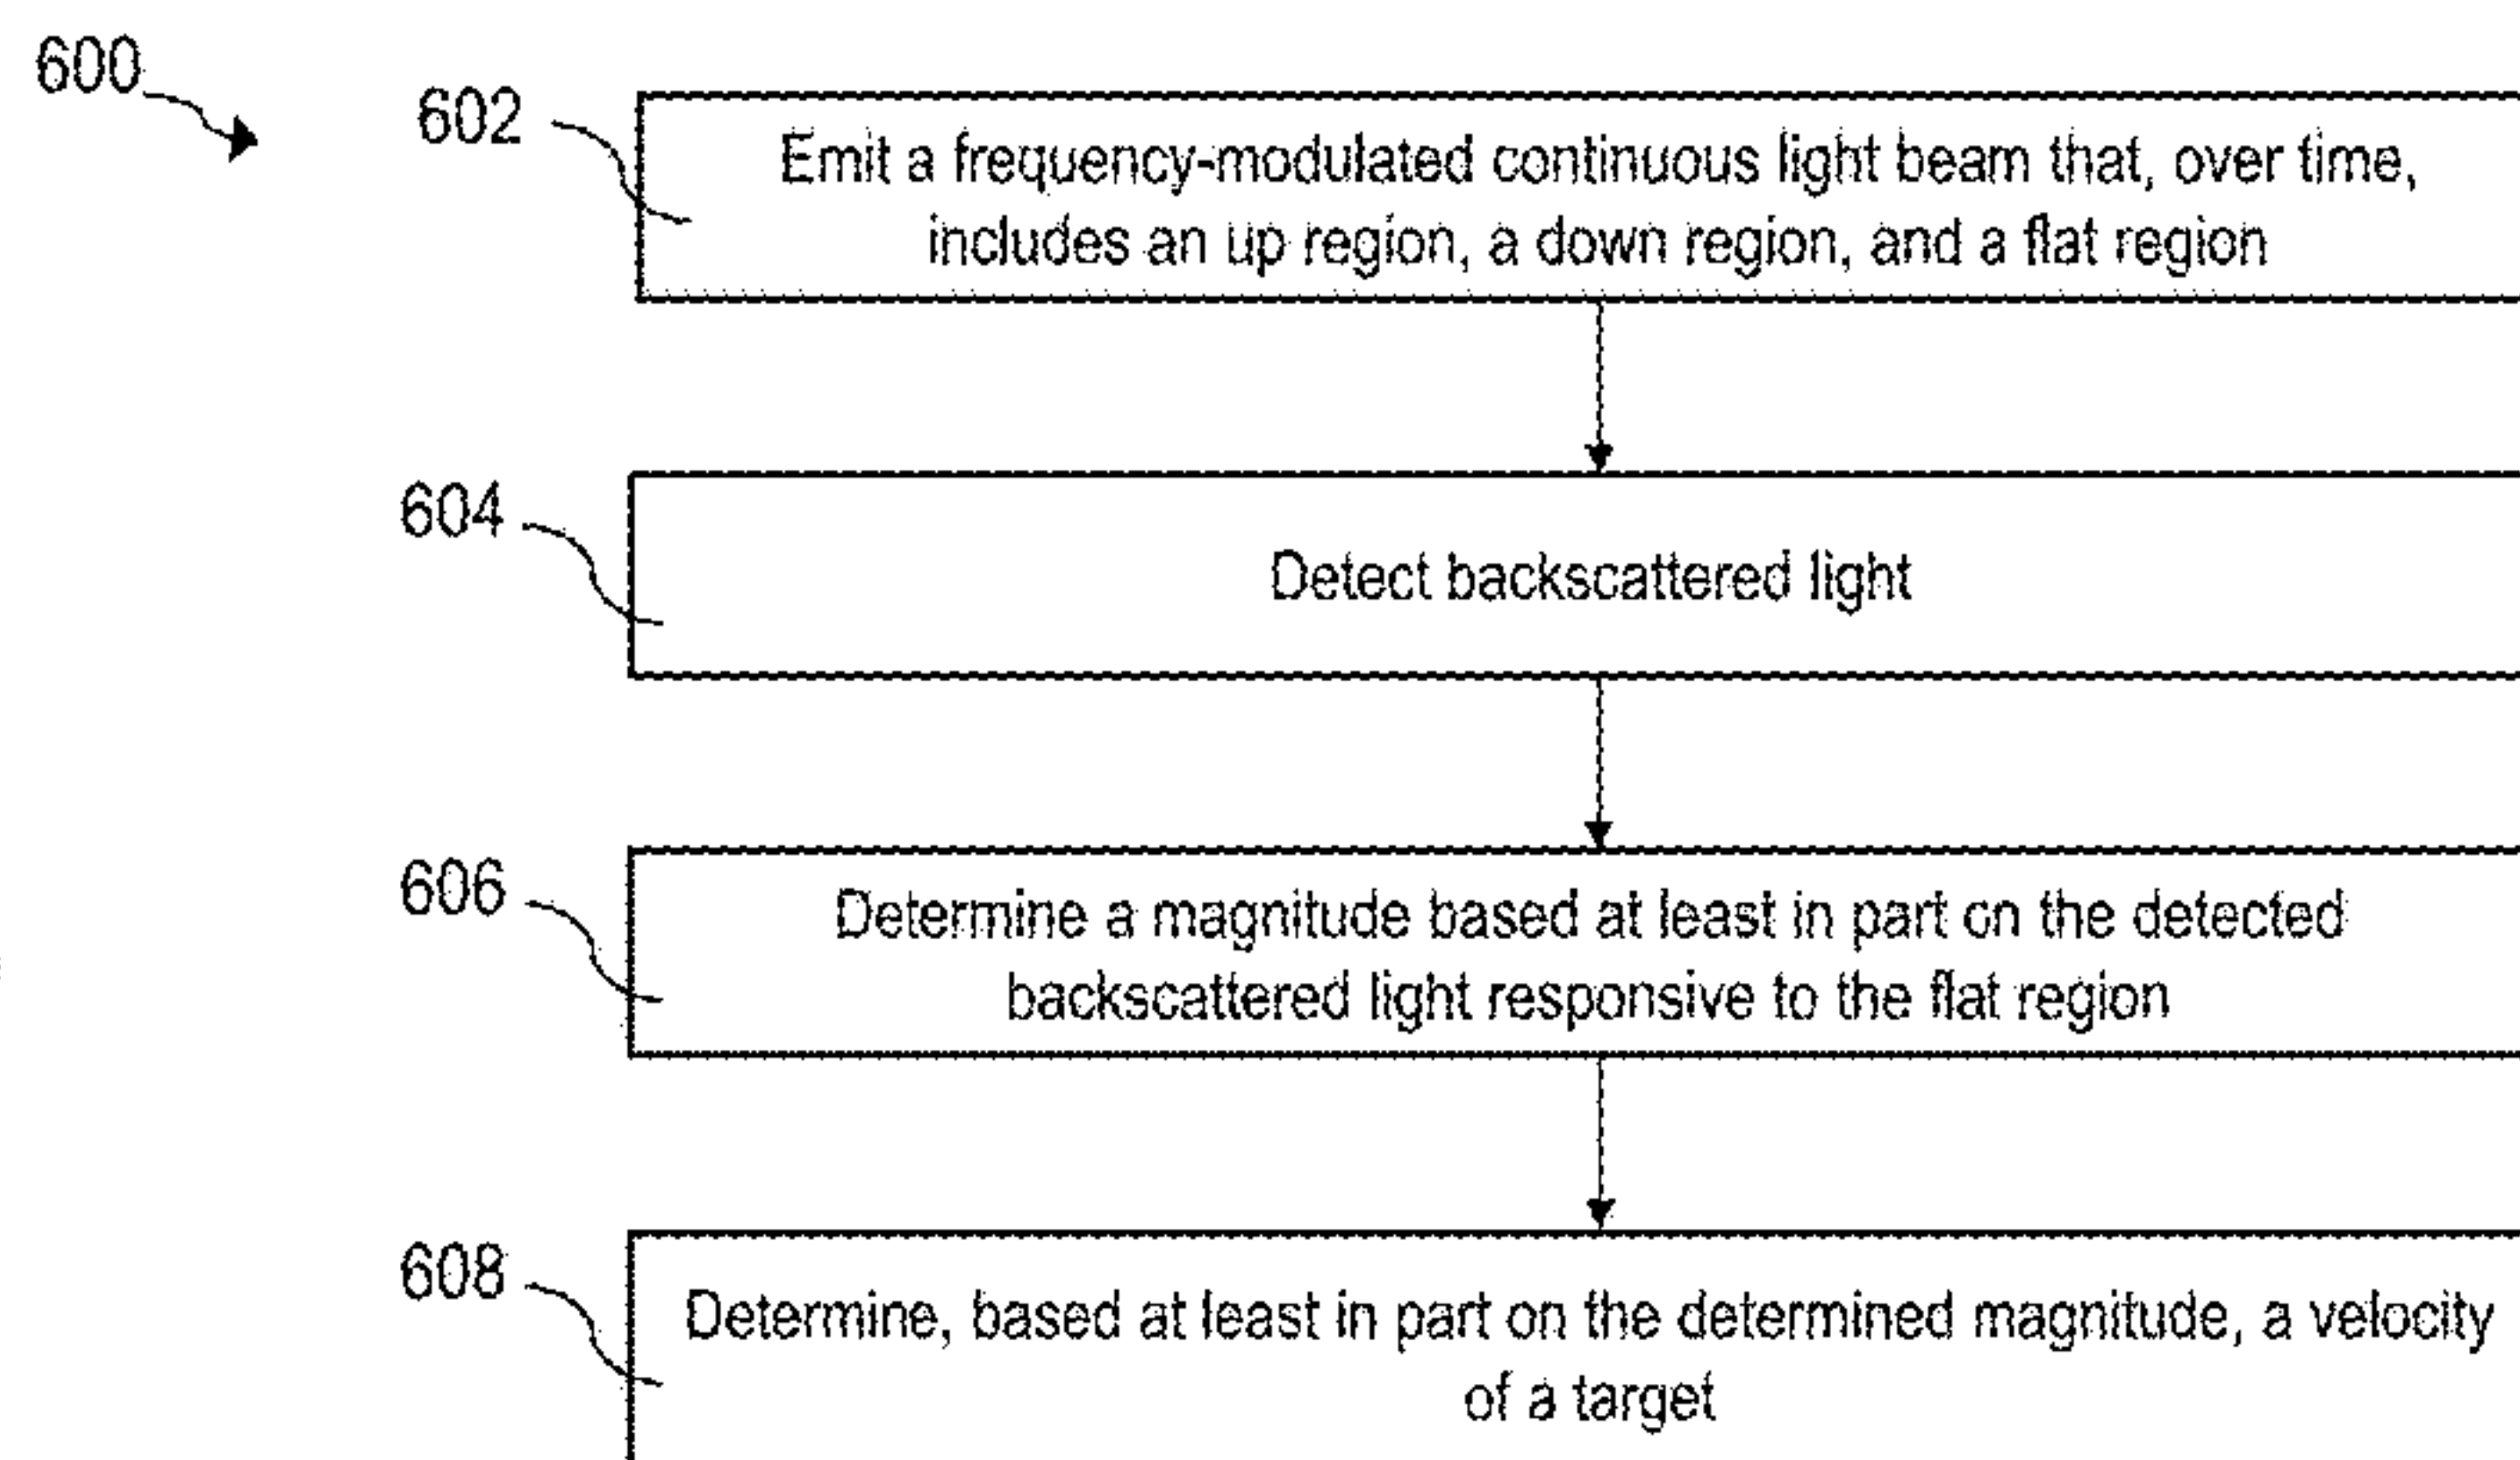 600
602
Emit a frequency-modulated continuous light beam that, over time,
includes an up region, a down region, and a flat region
604
Detect backscattered light
606
Determine a magnitude based at least in part on the detected
backscattered light responsive to the flat region
608
Determine, based at least in part on the determined magnitude, a velocity
of a target